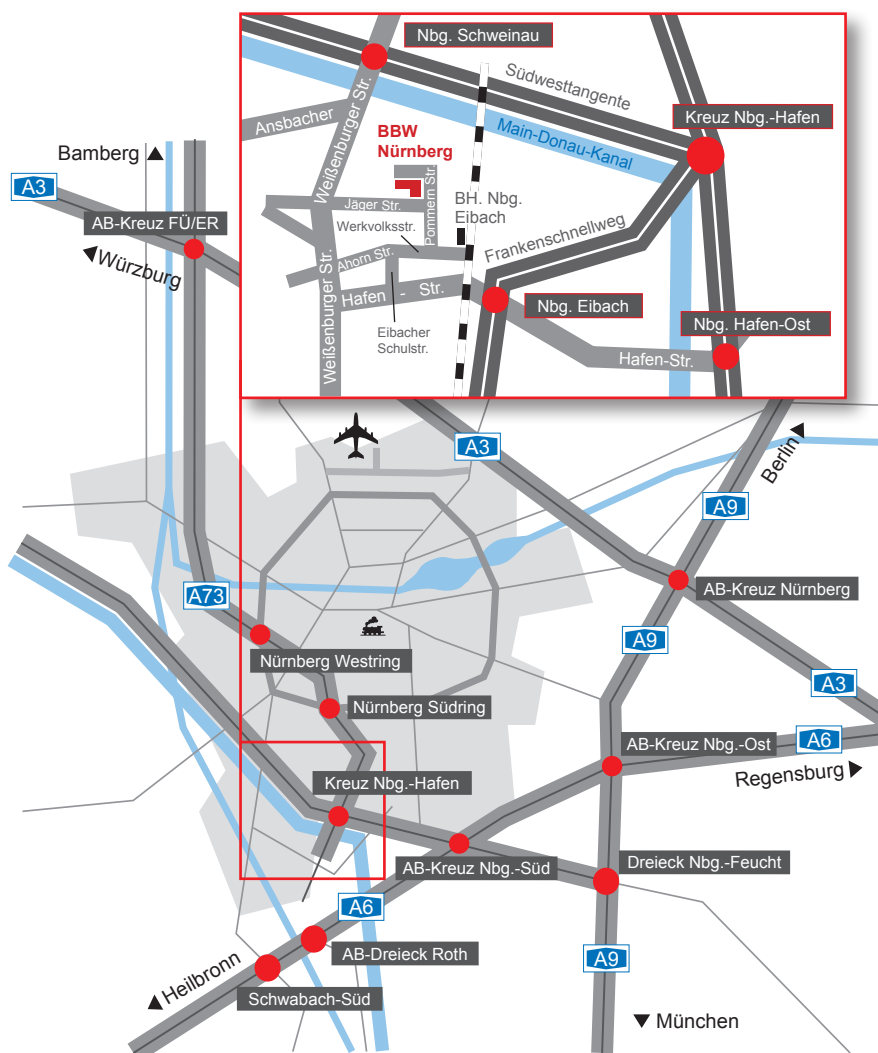 Nbg. Schweinau
Südwesttangente
Kreuz Nbg.-Hafen
Ansbacher
Weißenburger Str.
BBW
Nürnberg
Main-Donau-Kanal
Jäger Str.
Pommern Str.
BH. Nbg.
Eibach
Werkvolksstr.
Frankenschnellweg
Ahorn Str.
Weißenburger Str.
Hafen - Str.
Nbg. Eibach
Eibacher
Schulstr.
Nbg. Hafen-Ost
Hafen-Str.
Bamberg
A3
AB-Kreuz FÜ/ER
Würzburg
A3
Berlin
A9
AB-Kreuz Nürnberg
A73
A9
Nürnberg Westring
A3
Nürnberg Südring
AB-Kreuz Nbg.-Ost
A6
Regensburg
Kreuz Nbg.-Hafen
AB-Kreuz Nbg.-Süd
Dreieck Nbg.-Feucht
A6
AB-Dreieck Roth
A9
Heilbronn
Schwabach-Süd
München